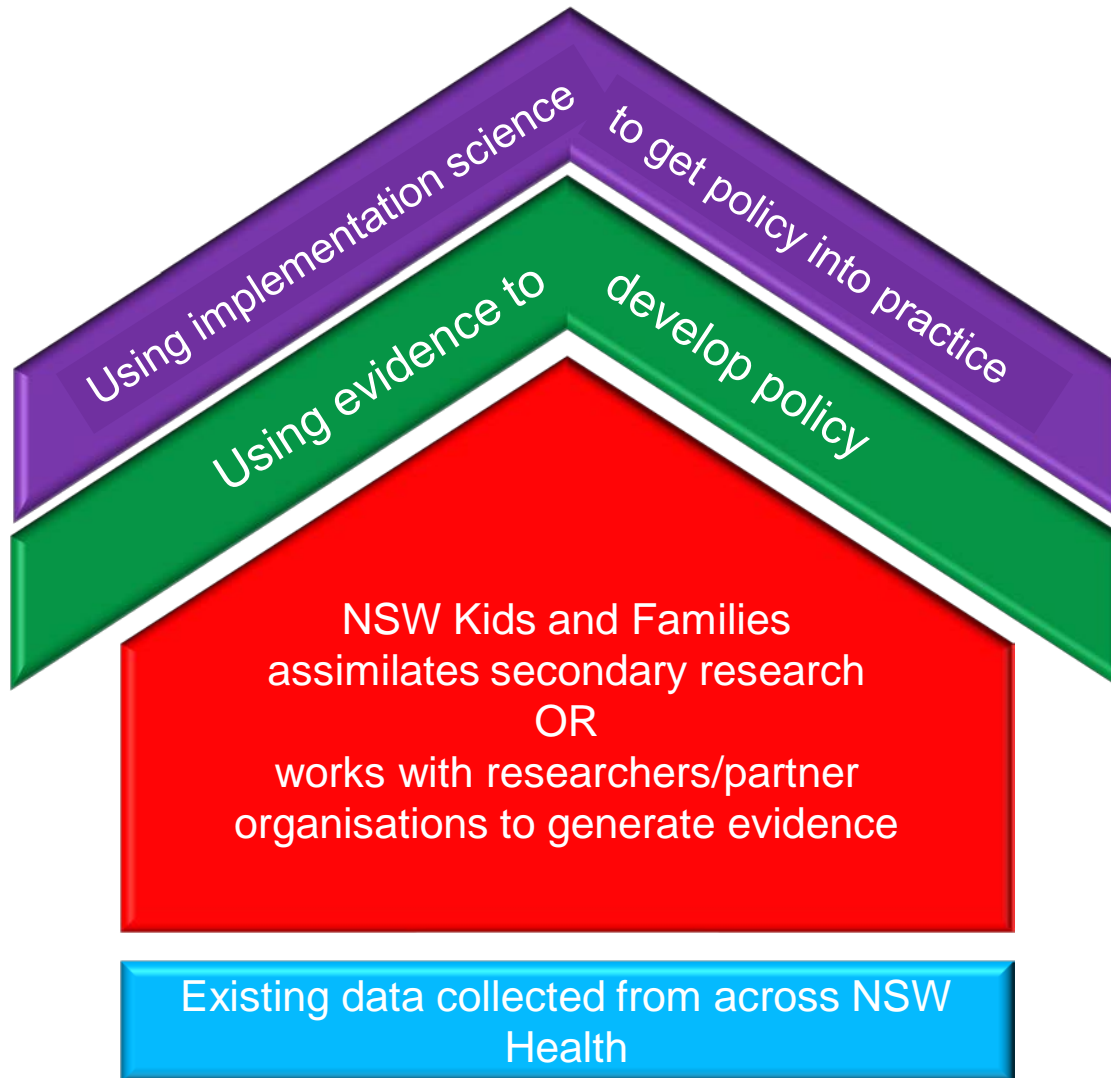 Using implementation science to get policy into practice
Using evidence to develop policy
NSW Kids and Families
assimilates secondary research
OR
works with researchers/partner
organisations to generate evidence
Existing data collected from across NSW
Health